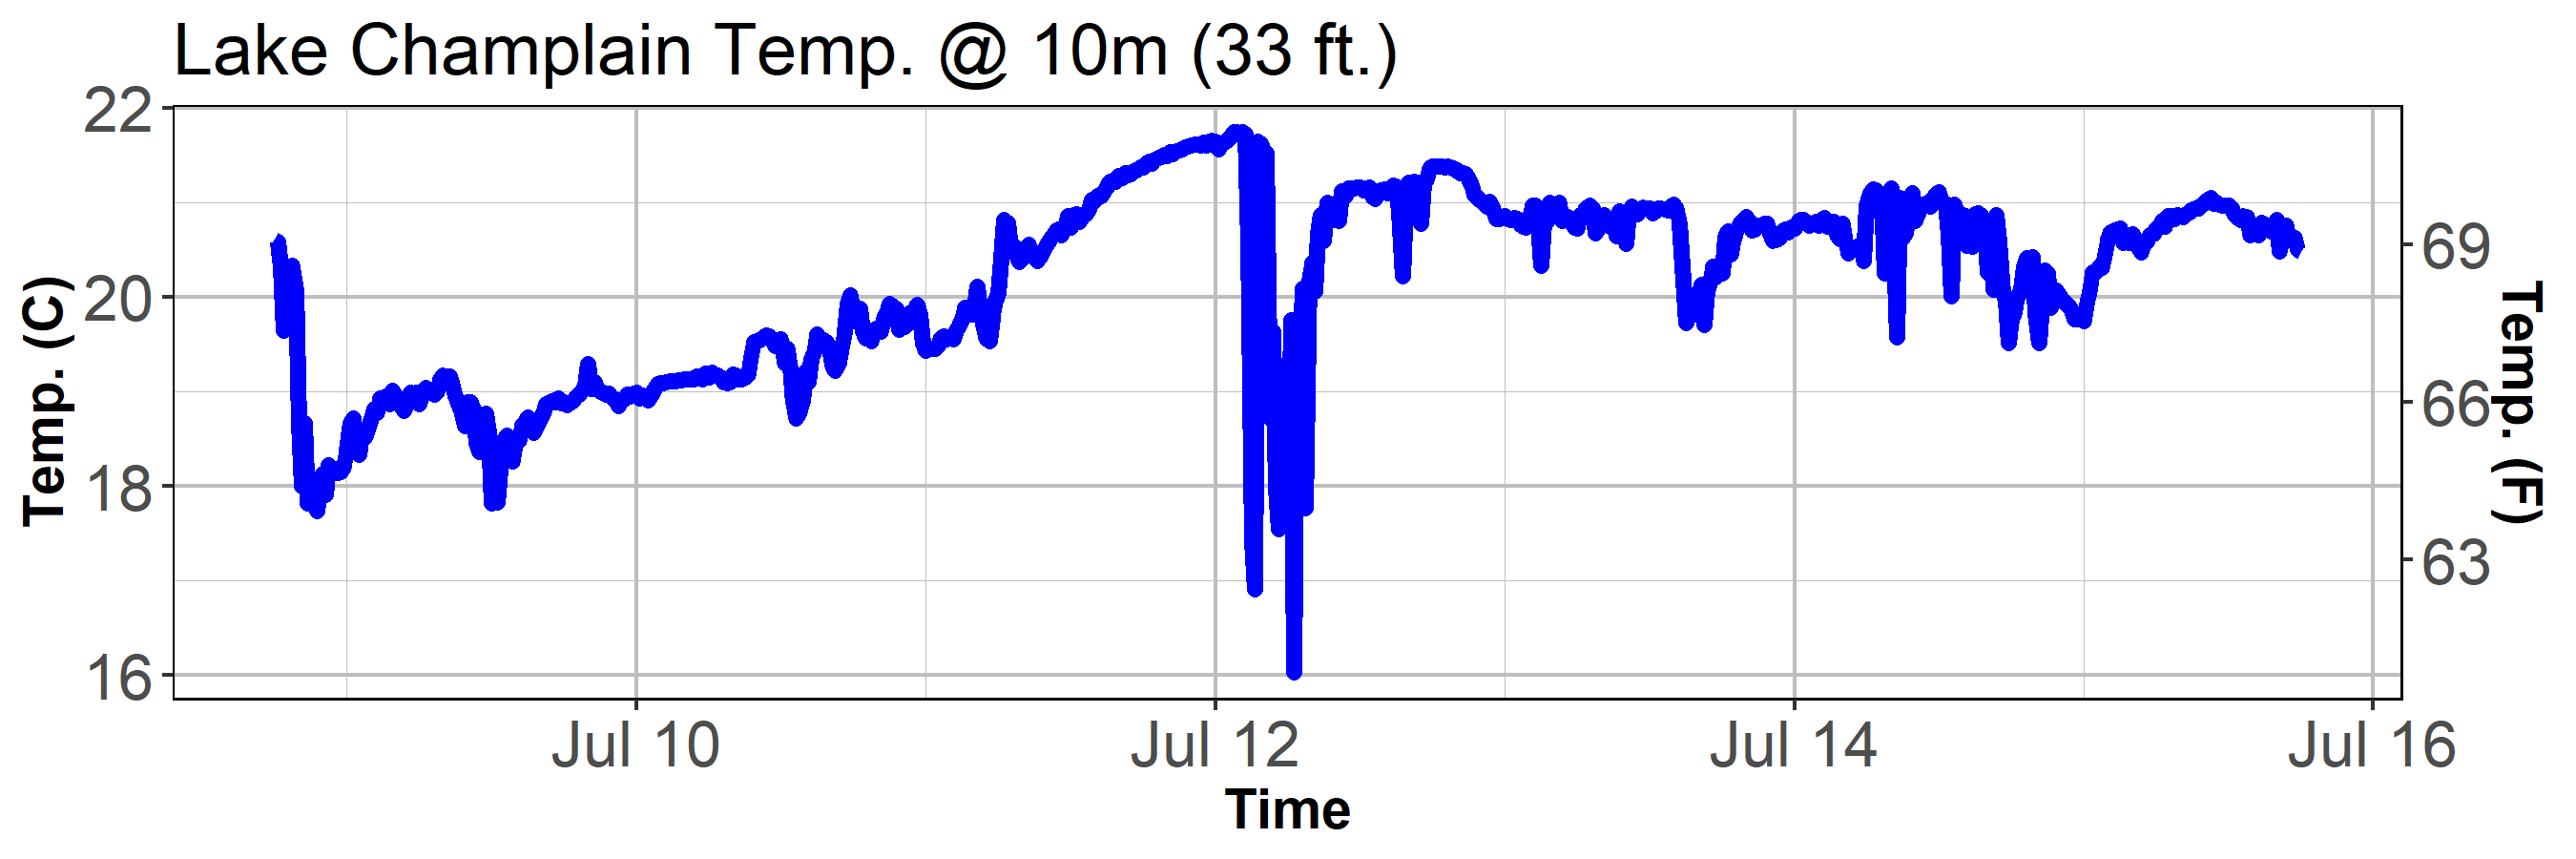 Lake Champlain Temp. @ 10m (33 ft.)
Temp. (C)
22
20
18
16
69
66
63
Temp. (F)
Jul 10
Jul 12
Jul 14
Jul 16
Time